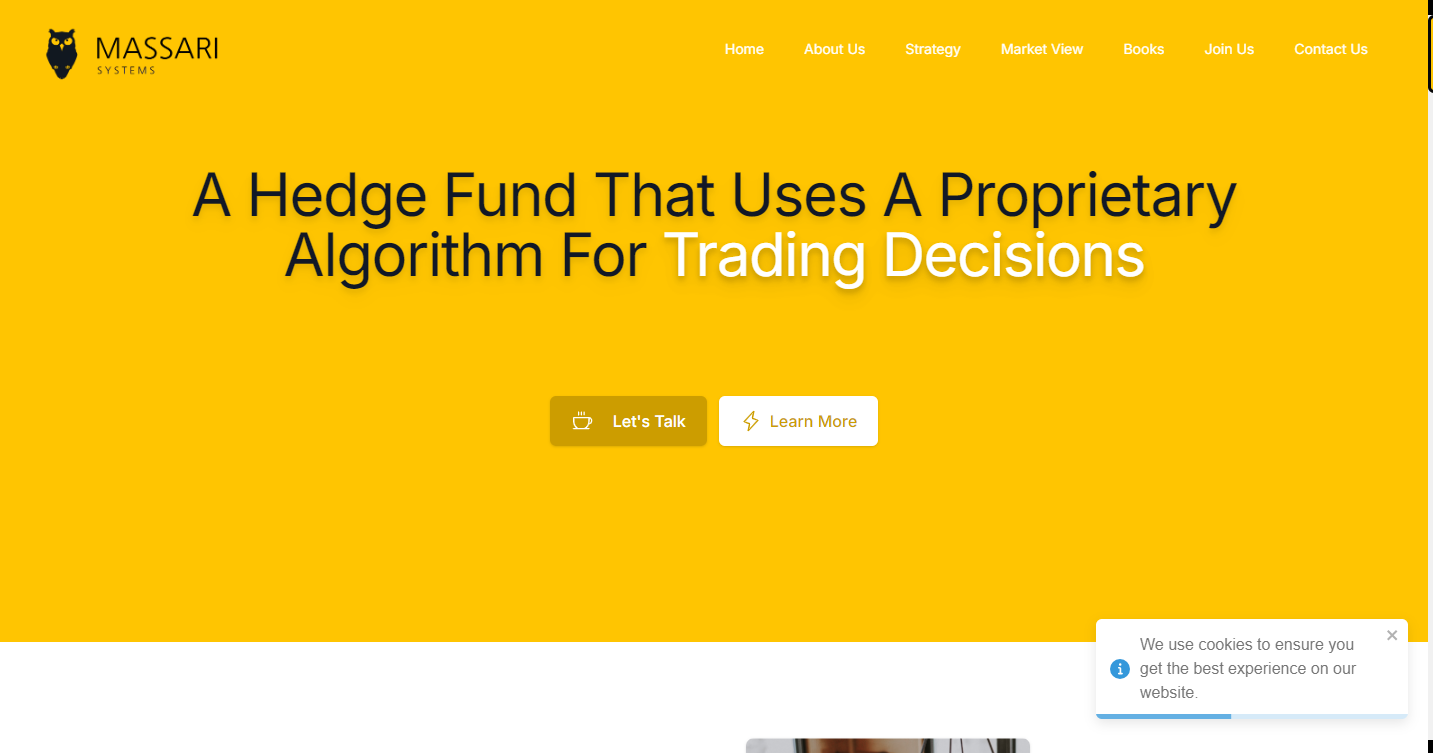 MASSARI
SYSTEMS
Home About Us Strategy Market View Books Join Us Contact Us
A Hedge Fund That Uses A Proprietary
Algorithm For Trading Decisions
Let's Talk Learn More
We use cookies to ensure you
get the best experience on our
website.